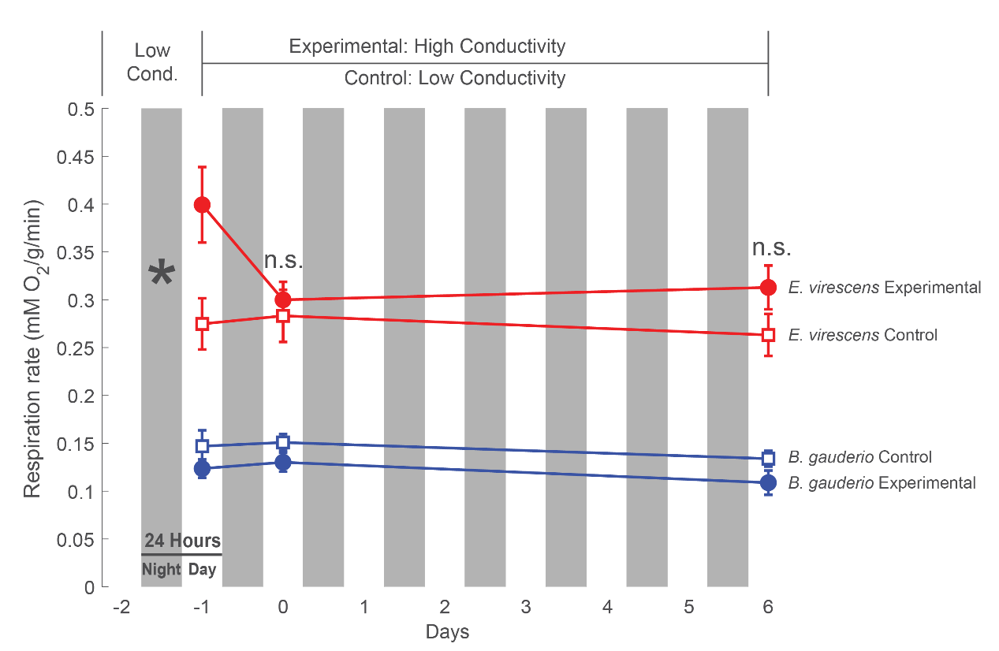 Low
Cond.
Experimental: High Conductivity
Control: Low Conductivity
0.5
0.45
0.4
0.35
0.3
0.25
0.2
0.15
0.1
0.05
0
Respiration rate (mM O2/g/min)
*
n.s.
n.s.
E. virescens Experimental
E. virescens Control
B. gauderio Control
B. gauderio Experimental
24 Hours
Night Day
-2 -1 0 1 2 3 4 5 6
Days